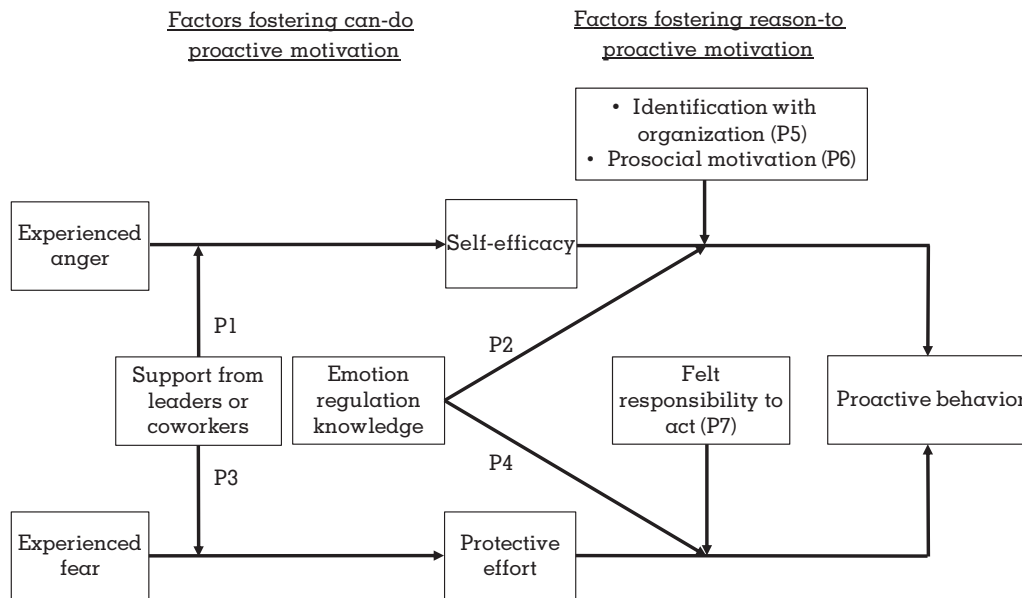 Factors fostering can-do
proactive motivation
Factors fostering reason-to
proactive motivation
• Identification with
organization (P5)
• Prosocial motivation (P6)
Experienced
anger
Self-efficacy
P1
P2
Support from
leaders or
coworkers
Emotion
regulation
knowledge
Felt
responsibility to
act (P7)
Proactive behavior
P3
P4
Experienced
fear
Protective
effort